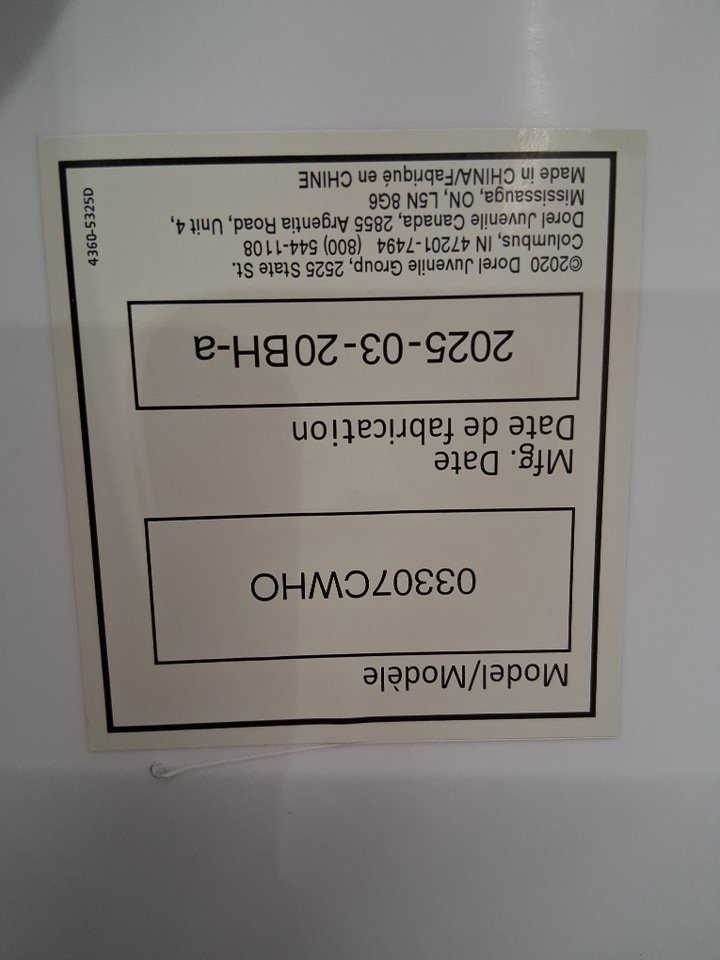 Model/Modèle
03307CWHO
Mfg. Date
Date de fabrication
2025-03-20BH-a
©2020 Dorel Juvenile Group, 2525 State St.
Columbus, IN 47201-7494 (800) 544-1108
Dorel Juvenile Canada, 2855 Argentia Road, Unit 4,
Mississauga, ON, L5N 8G6
Made in CHINA/Fabriqué en CHINE
4360-5325D